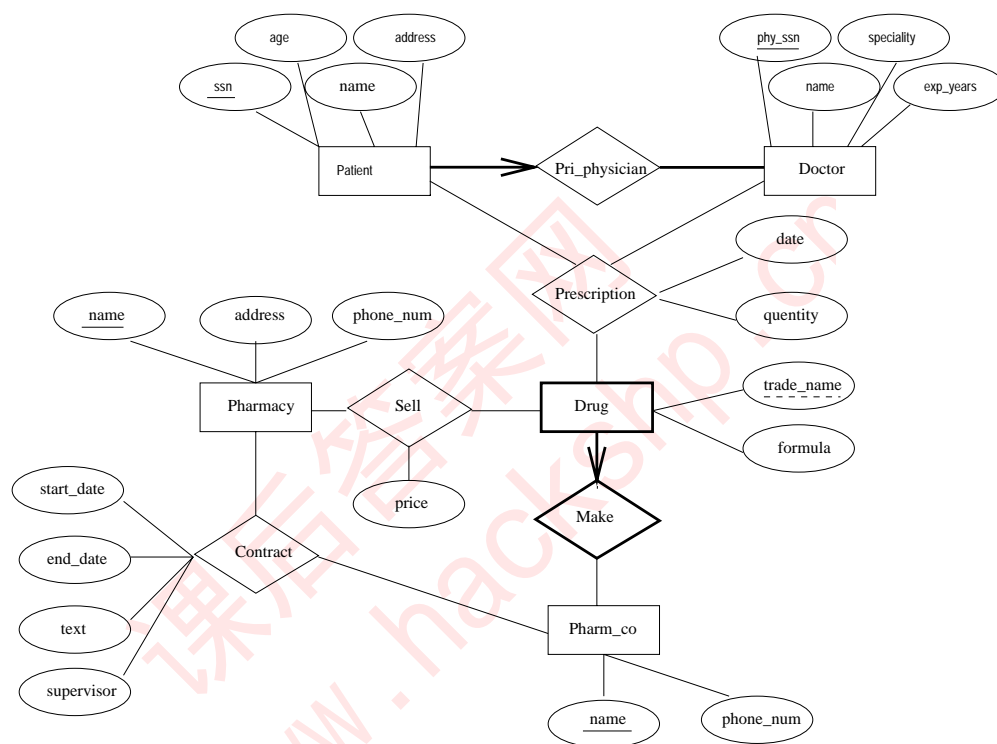 age
address
phy_ssn
speciality
ssn
name
name
exp_years
Patient
Pri_physician
Doctor
date
Prescription
name
address
phone_num
quentity
Pharmacy
Sell
Drug
trade_name
formula
start_date
price
Make
Contract
end_date
text
Pharm_co
supervisor
name
phone_num
课后答案网
www.hackshp.cn